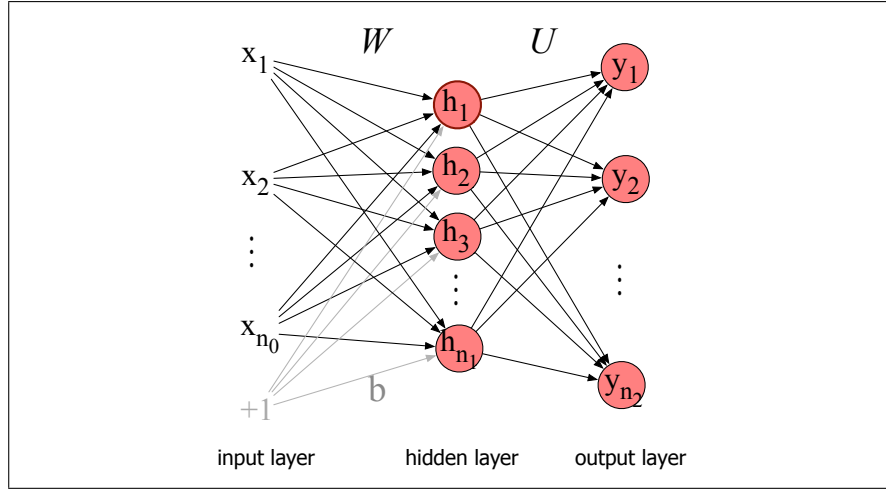 W U
x1 h1 y1
x2 h2 y2
h3
xn0 hn1 yn2
+1 b
input layer hidden layer output layer